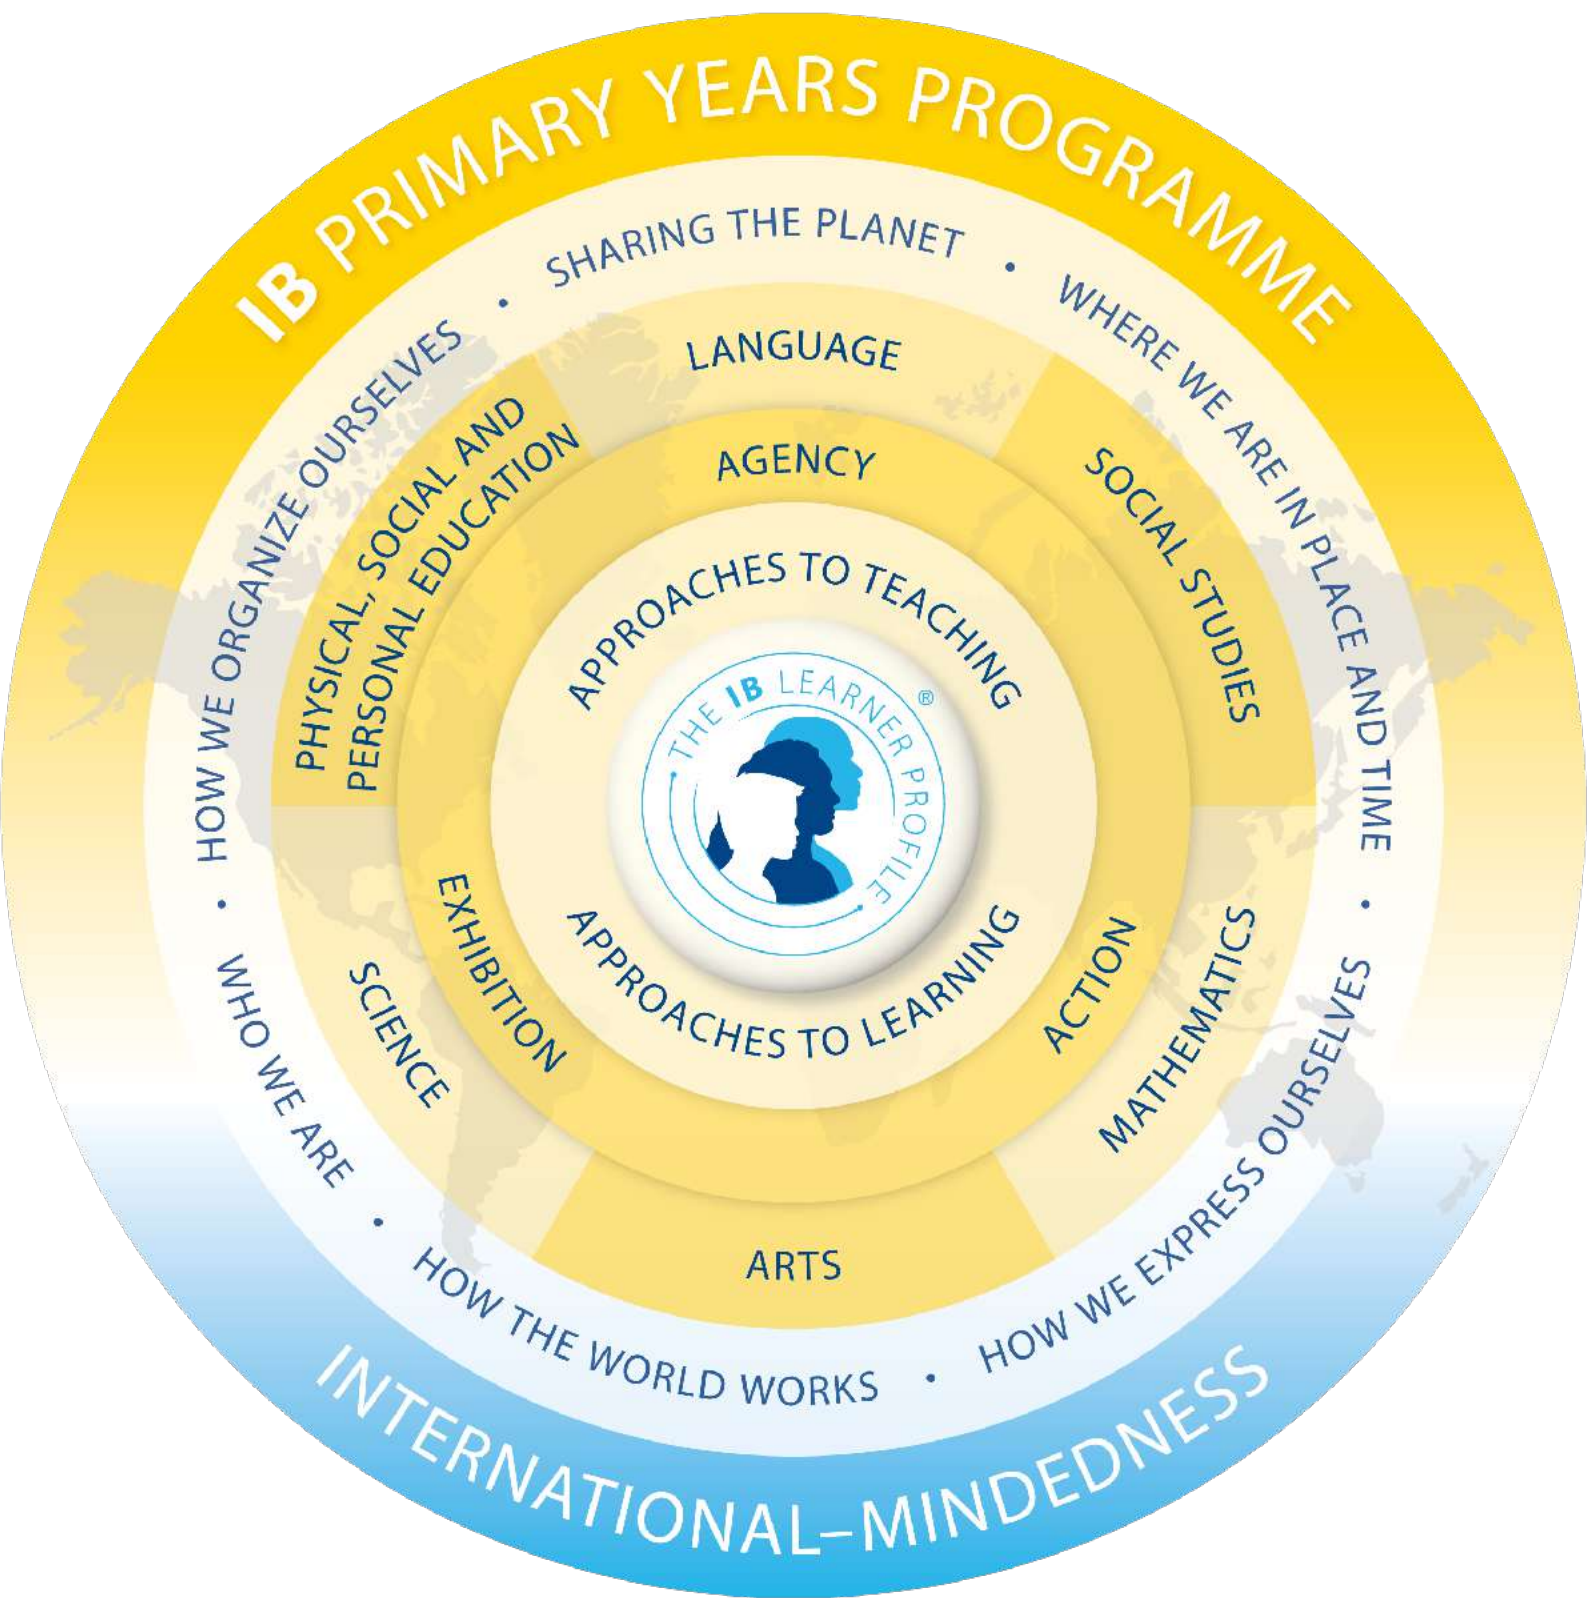 IB PRIMARY YEARS PROGRAMME
SHARING THE PLANET
•
WHERE WE ARE IN PLACE AND TIME
•
HOW WE EXPRESS OURSELVES
•
HOW THE WORLD WORKS
•
WHO WE ARE
•
HOW WE ORGANIZE OURSELVES
•
LANGUAGE
SOCIAL STUDIES
MATHEMATICS
ARTS
SCIENCE
PHYSICAL, SOCIAL AND
PERSONAL EDUCATION
AGENCY
ACTION
EXHIBITION
APPROACHES TO TEACHING
APPROACHES TO LEARNING
THE IB LEARNER PROFILE
®
INTERNATIONAL–MINDEDNESS